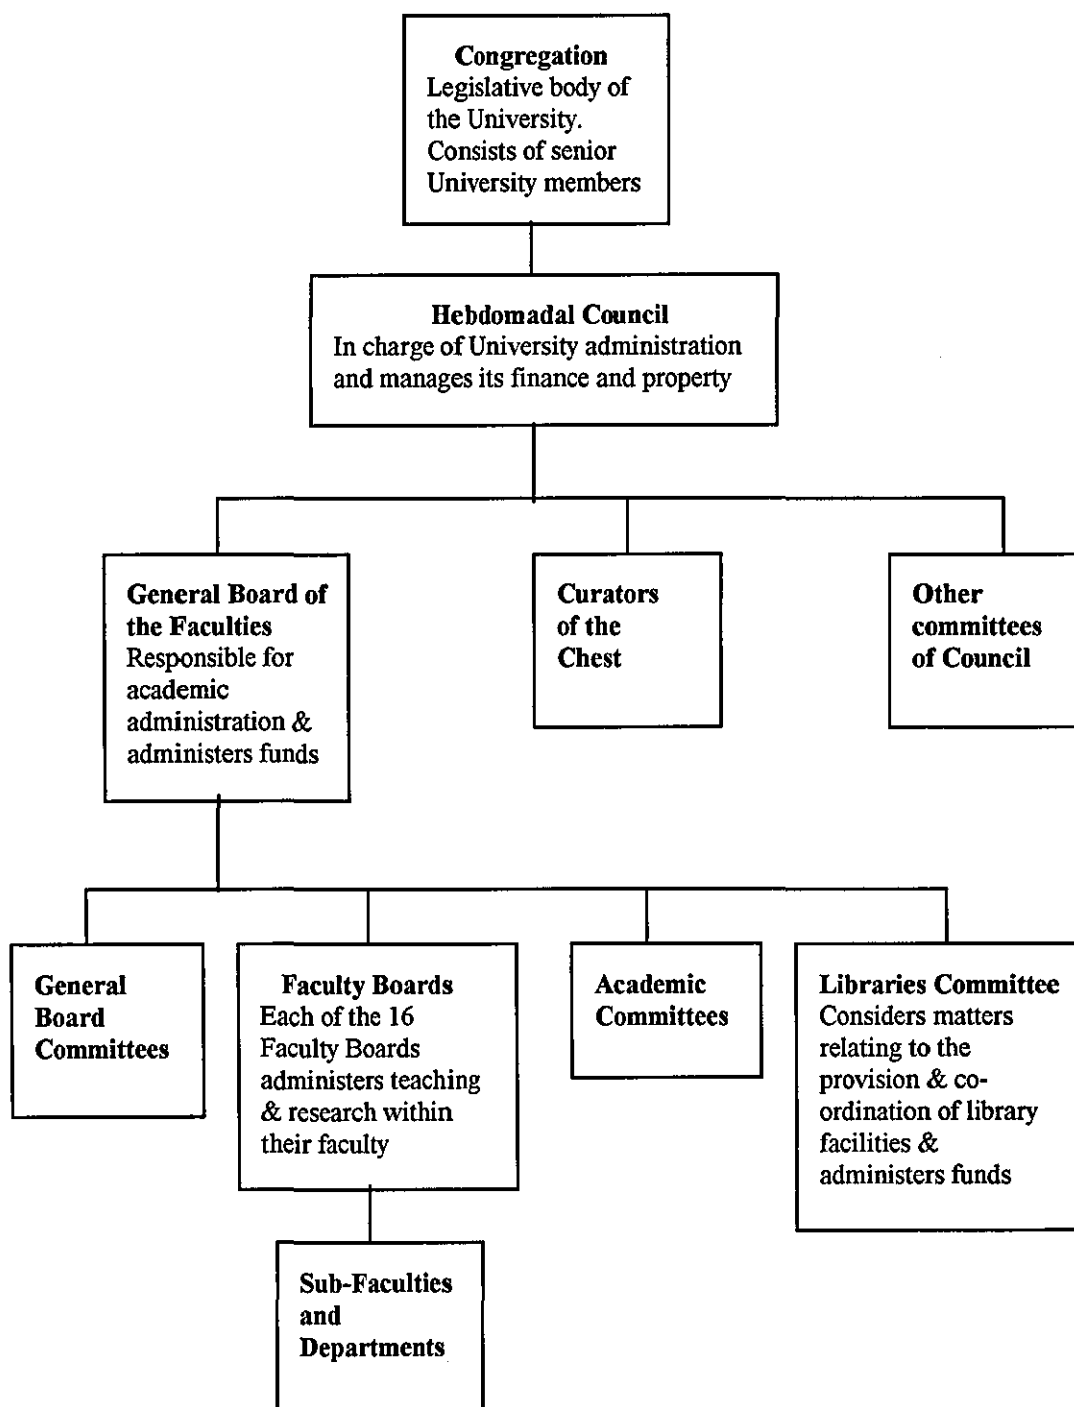 Congregation
Legislative body of
the University.
Consists of senior
University members
Hebdomadal Council
In charge of University administration
and manages its finance and property
General Board of
the Faculties
Responsible for
academic
administration &
administers funds
Curators
of the
Chest
Other
committees
of Council
General
Board
Committees
Faculty Boards
Each of the 16
Faculty Boards
administers teaching
& research within
their faculty
Academic
Committees
Libraries Committee
Considers matters
relating to the
provision & co-
ordination of library
facilities &
administers funds
Sub-Faculties
and
Departments